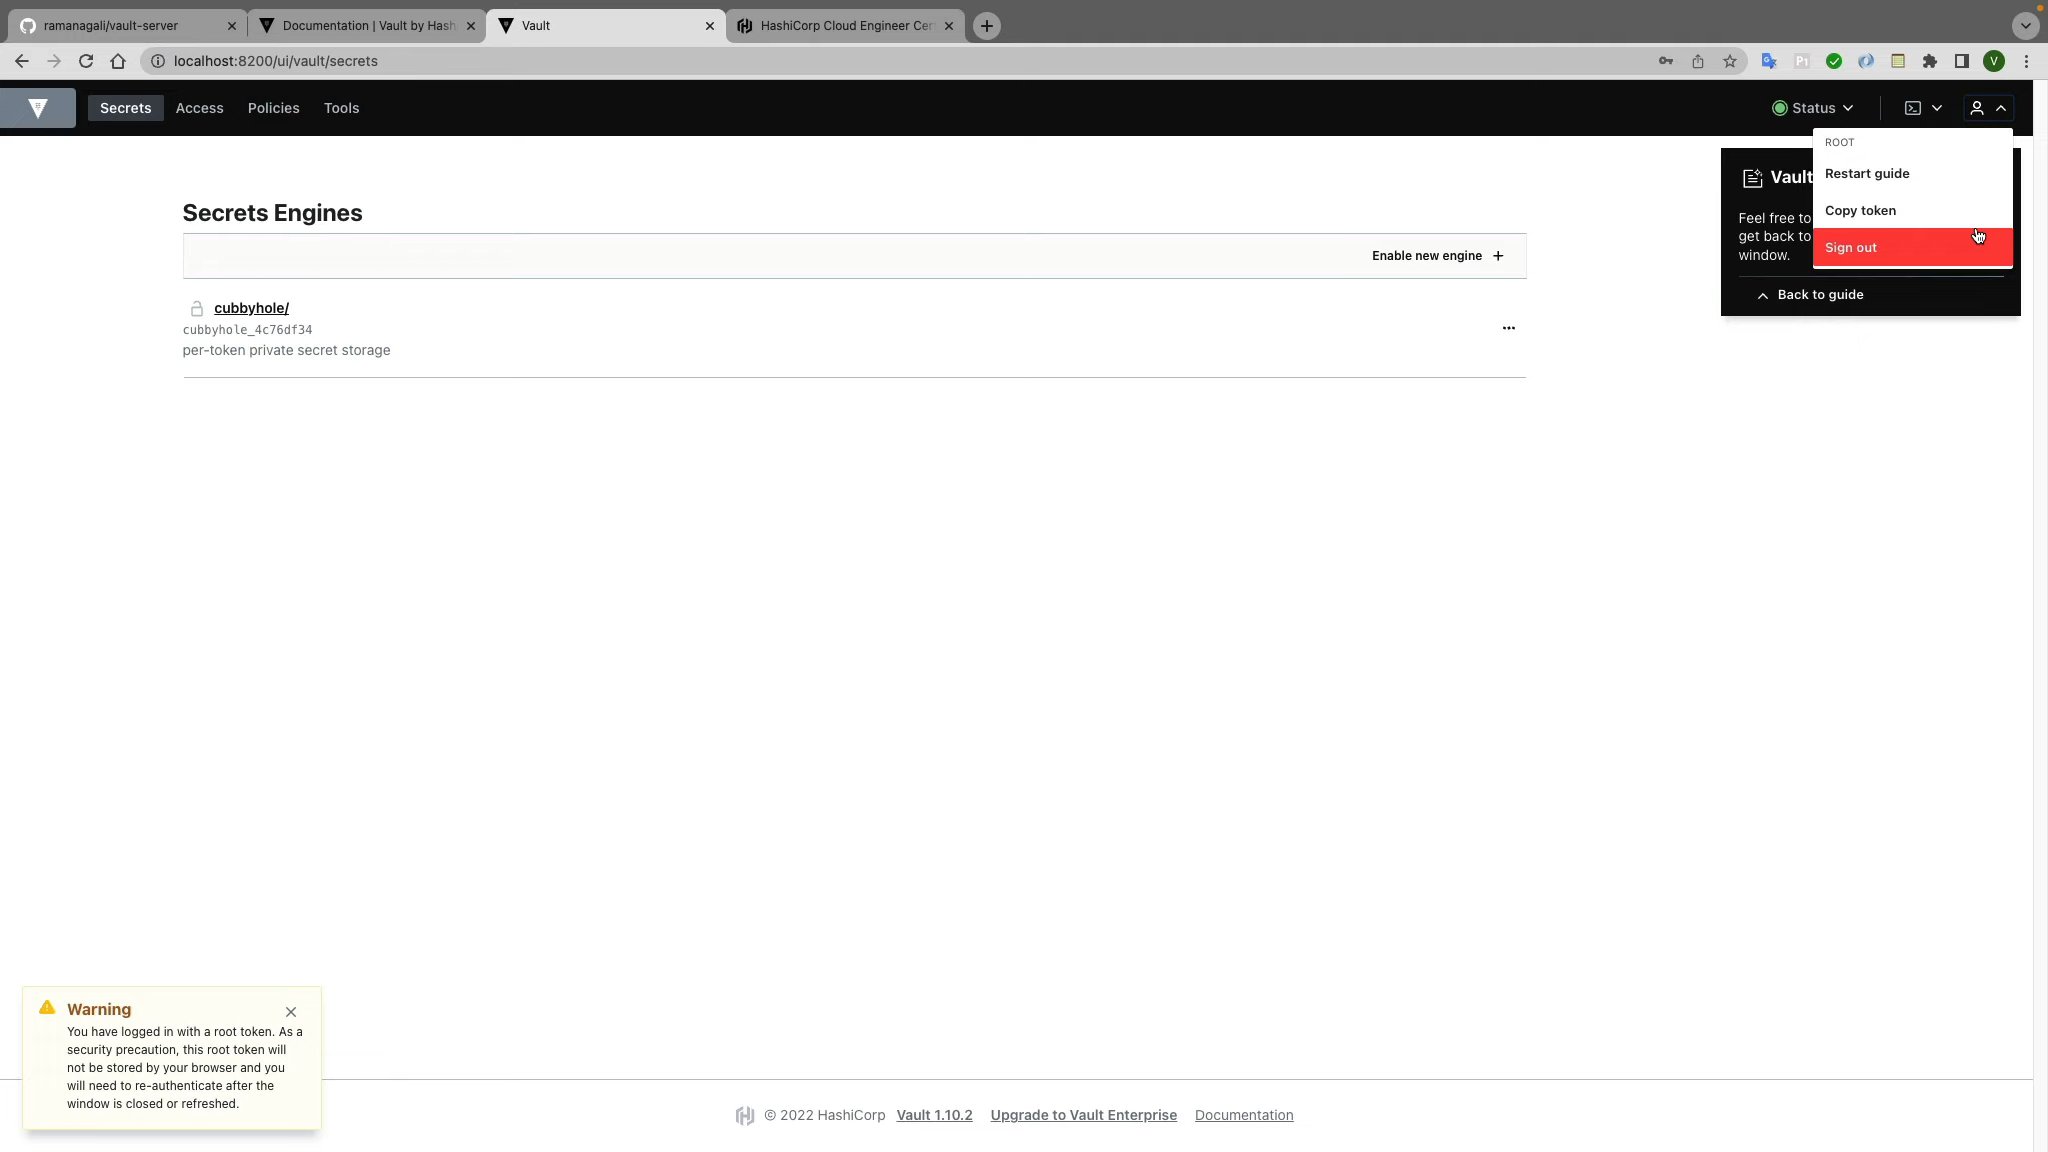 ramanagali/vault-server
Documentation | Vault by Hash
Vault
HashiCorp Cloud Engineer Cer
localhost:8200/ui/vault/secrets
V
Secrets
Access
Policies
Tools
Status
ROOT
Restart guide
Copy token
Sign out
Vault
Feel free to
get back to
window.
Back to guide
Secrets Engines
Enable new engine +
cubbyhole/
cubbyhole_4c76df34
per-token private secret storage
Warning
You have logged in with a root token. As a
security precaution, this root token will
not be stored by your browser and you
will need to re-authenticate after the
window is closed or refreshed.
© 2022 HashiCorp Vault 1.10.2 Upgrade to Vault Enterprise Documentation